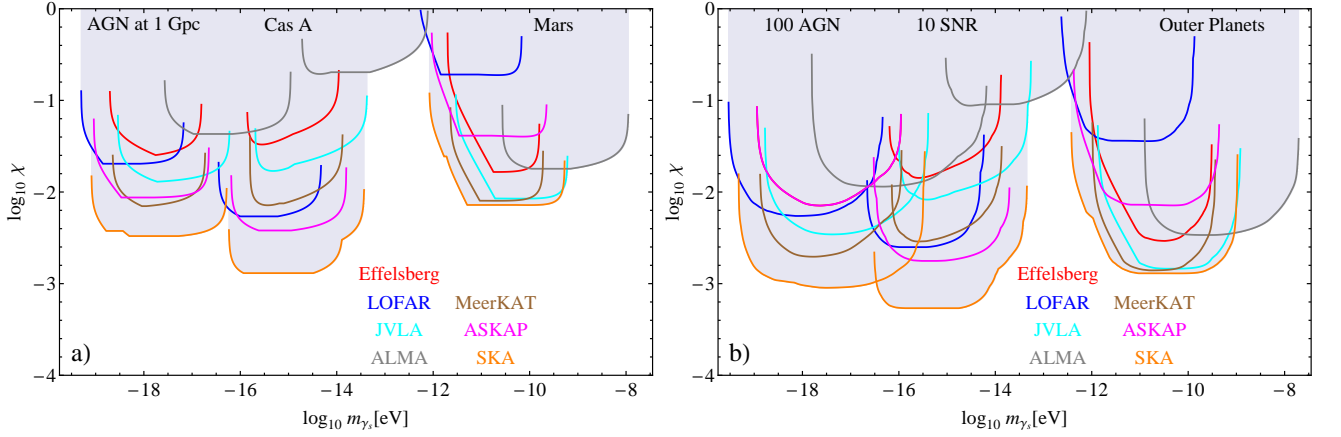 AGN at 1 Gpc Cas A Mars
0
−1
−2
−3
−4
log₁₀ χ
Effelsberg
LOFAR MeerKAT
JVLA ASKAP
ALMA SKA
a)
−18 −16 −14 −12 −10 −8
log₁₀ m_γₛ[eV]
100 AGN 10 SNR Outer Planets
0
−1
−2
−3
−4
log₁₀ χ
Effelsberg
LOFAR MeerKAT
JVLA ASKAP
ALMA SKA
b)
−18 −16 −14 −12 −10 −8
log₁₀ m_γₛ[eV]